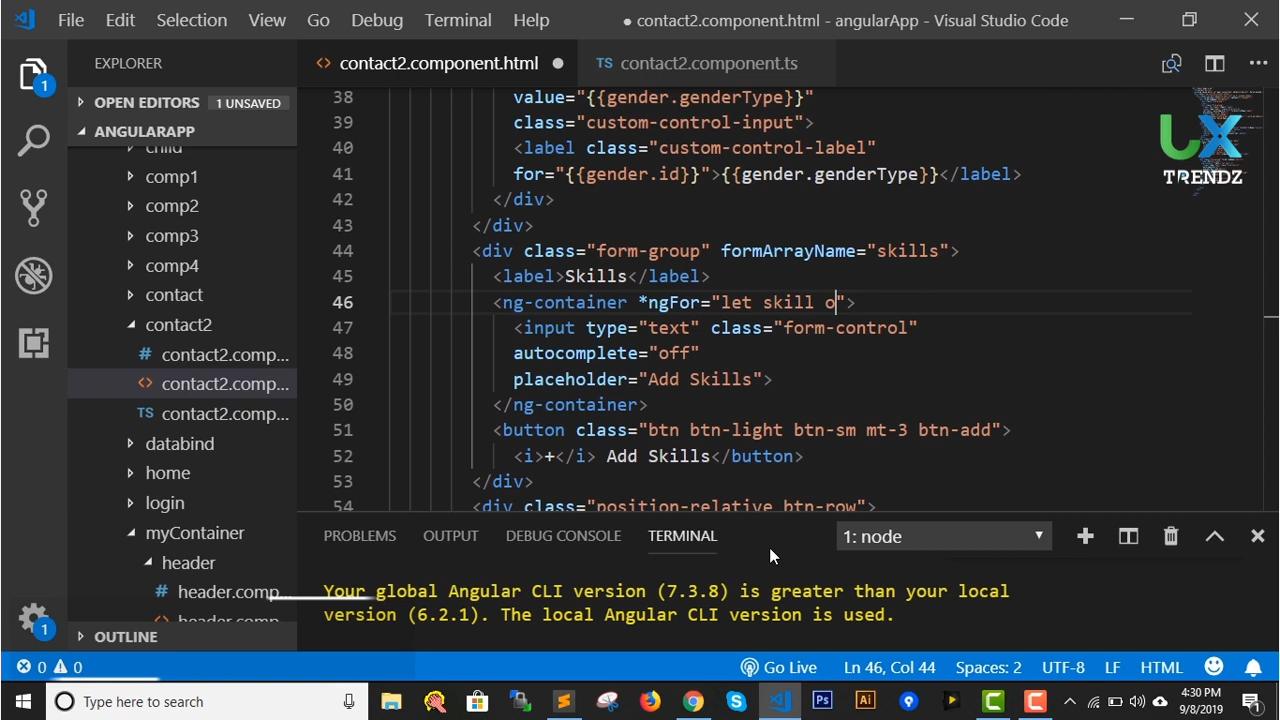 File Edit Selection View Go Debug Terminal Help
● contact2.component.html - angularApp - Visual Studio Code
EXPLORER
OPEN EDITORS 1 UNSAVED
ANGULARAPP
child
comp1
comp2
comp3
comp4
contact
contact2
# contact2.comp...
<> contact2.comp...
TS contact2.comp...
databind
home
login
myContainer
header
# header.comp...
<> header.comp...
OUTLINE
1
1
<> contact2.component.html ●
TS contact2.component.ts
38 value="{{gender.genderType}}"
39 class="custom-control-input">
40 <label class="custom-control-label"
41 for="{{gender.id}}">{{gender.genderType}}</label>
42 </div>
43 </div>
44 <div class="form-group" formArrayName="skills">
45 <label>Skills</label>
46 <ng-container *ngFor="let skill o">
47 <input type="text" class="form-control"
48 autocomplete="off"
49 placeholder="Add Skills">
50 </ng-container>
51 <button class="btn btn-light btn-sm mt-3 btn-add">
52 <i>+</i> Add Skills</button>
53 </div>
54 <div class="position-relative btn-row">
UX
TRENDZ
PROBLEMS OUTPUT DEBUG CONSOLE TERMINAL 1: node
Your global Angular CLI version (7.3.8) is greater than your local
version (6.2.1). The local Angular CLI version is used.
0 0 Go Live Ln 46, Col 44 Spaces: 2 UTF-8 LF HTML
Type here to search
Ps
Ai
4:30 PM
9/8/2019